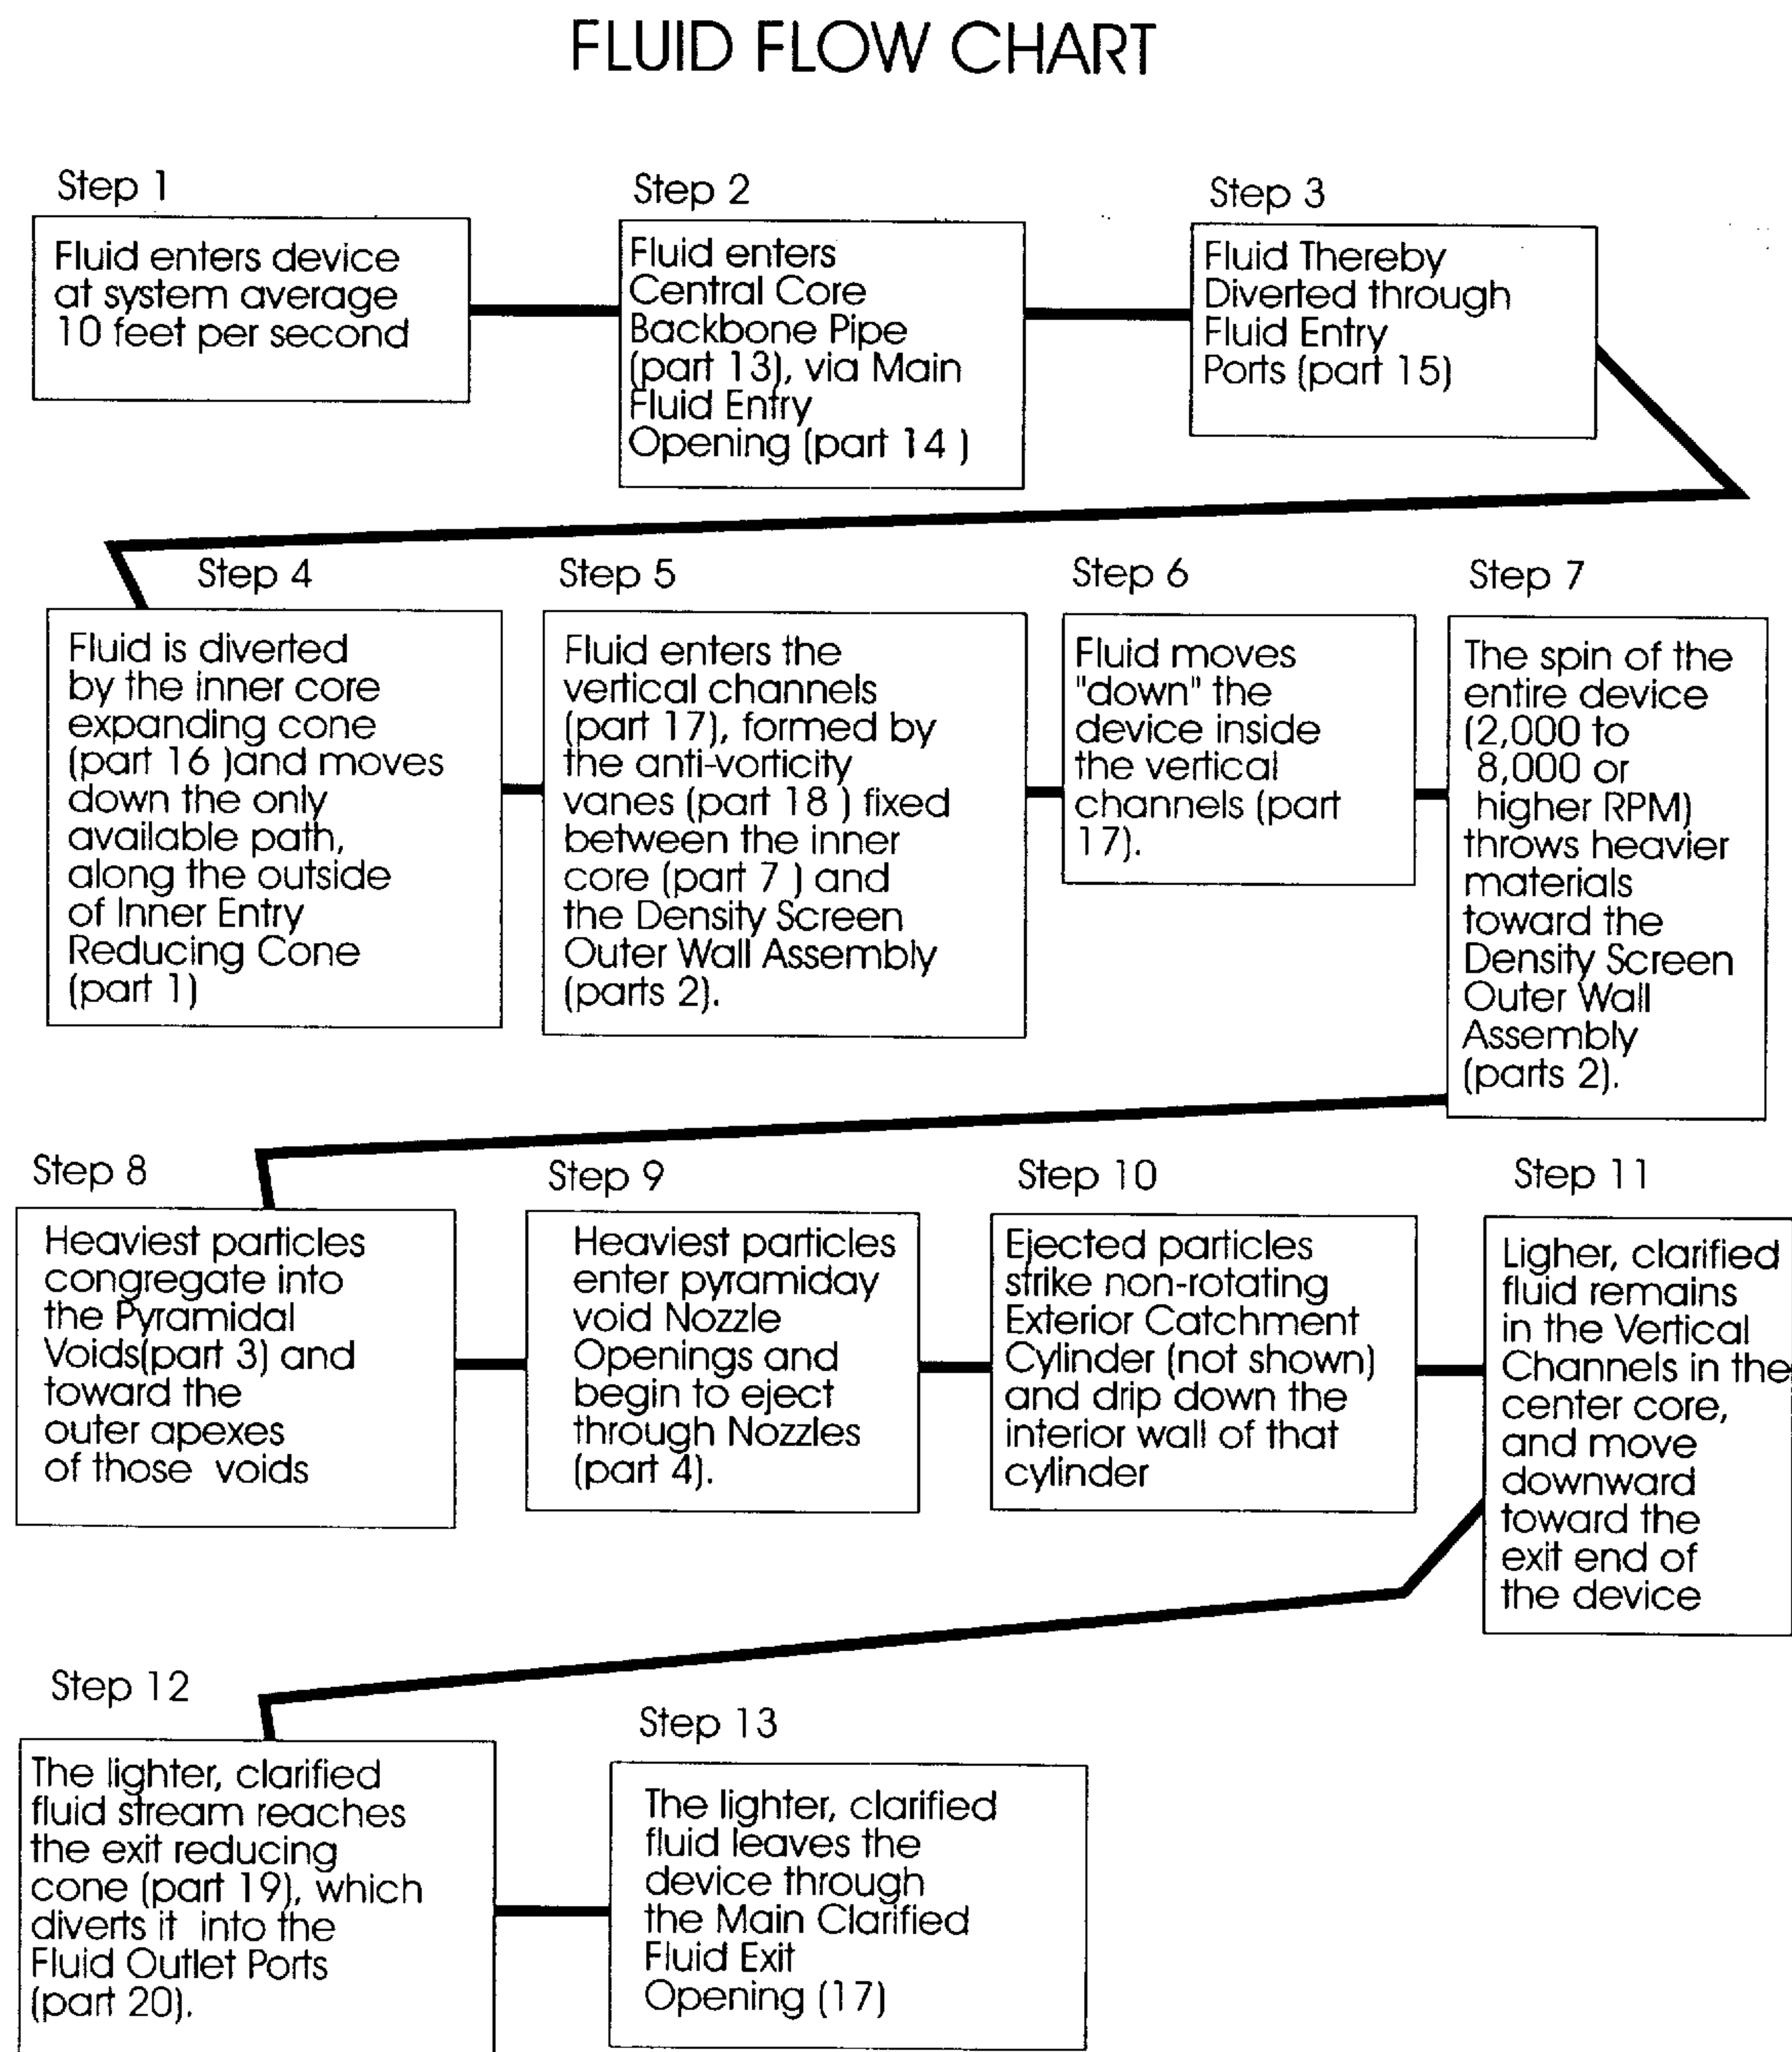 FLUID FLOW CHART
Step 1
Fluid enters device
at system average
10 feet per second
Step 2
Fluid enters
Central Core
Backbone Pipe
(part 13), via Main
Fluid Entry
Opening (part 14 )
Step 3
Fluid Thereby
Diverted through
Fluid Entry
Ports (part 15)
Step 4
Fluid is diverted
by the inner core
expanding cone
(part 16 )and moves
down the only
available path,
along the outside
of Inner Entry
Reducing Cone
(part 1)
Step 5
Fluid enters the
vertical channels
(part 17), formed by
the anti-vorticity
vanes (part 18 ) fixed
between the inner
core (part 7 ) and
the Density Screen
Outer Wall Assembly
(parts 2).
Step 6
Fluid moves
"down" the
device inside
the vertical
channels (part
17).
Step 7
The spin of the
entire device
(2,000 to
8,000 or
higher RPM)
throws heavier
materials
toward the
Density Screen
Outer Wall
Assembly
(parts 2).
Step 8
Heaviest particles
congregate into
the Pyramidal
Voids(part 3) and
toward the
outer apexes
of those voids
Step 9
Heaviest particles
enter pyramiday
void Nozzle
Openings and
begin to eject
through Nozzles
(part 4).
Step 10
Ejected particles
strike non-rotating
Exterior Catchment
Cylinder (not shown)
and drip down the
interior wall of that
cylinder
Step 11
Ligher, clarified
fluid remains
in the Vertical
Channels in the
center core,
and move
downward
toward the
exit end of
the device
Step 12
The lighter, clarified
fluid stream reaches
the exit reducing
cone (part 19), which
diverts it into the
Fluid Outlet Ports
(part 20).
Step 13
The lighter, clarified
fluid leaves the
device through
the Main Clarified
Fluid Exit
Opening (17)